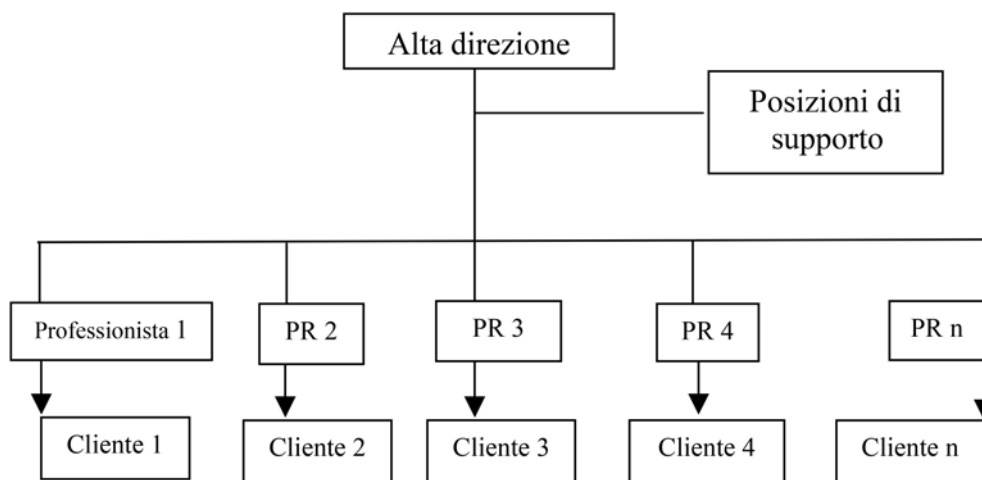 Alta direzione
Posizioni di
supporto
Professionista 1
PR 2
PR 3
PR 4
PR n
Cliente 1
Cliente 2
Cliente 3
Cliente 4
Cliente n